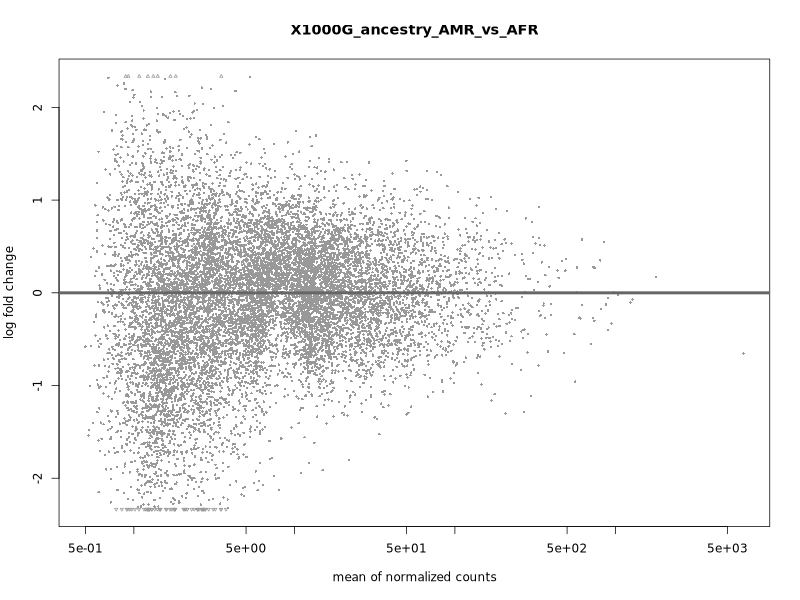 X1000G_ancestry_AMR_vs_AFR
log fold change
2
1
0
-1
-2
5e-01
5e+00
5e+01
5e+02
5e+03
mean of normalized counts